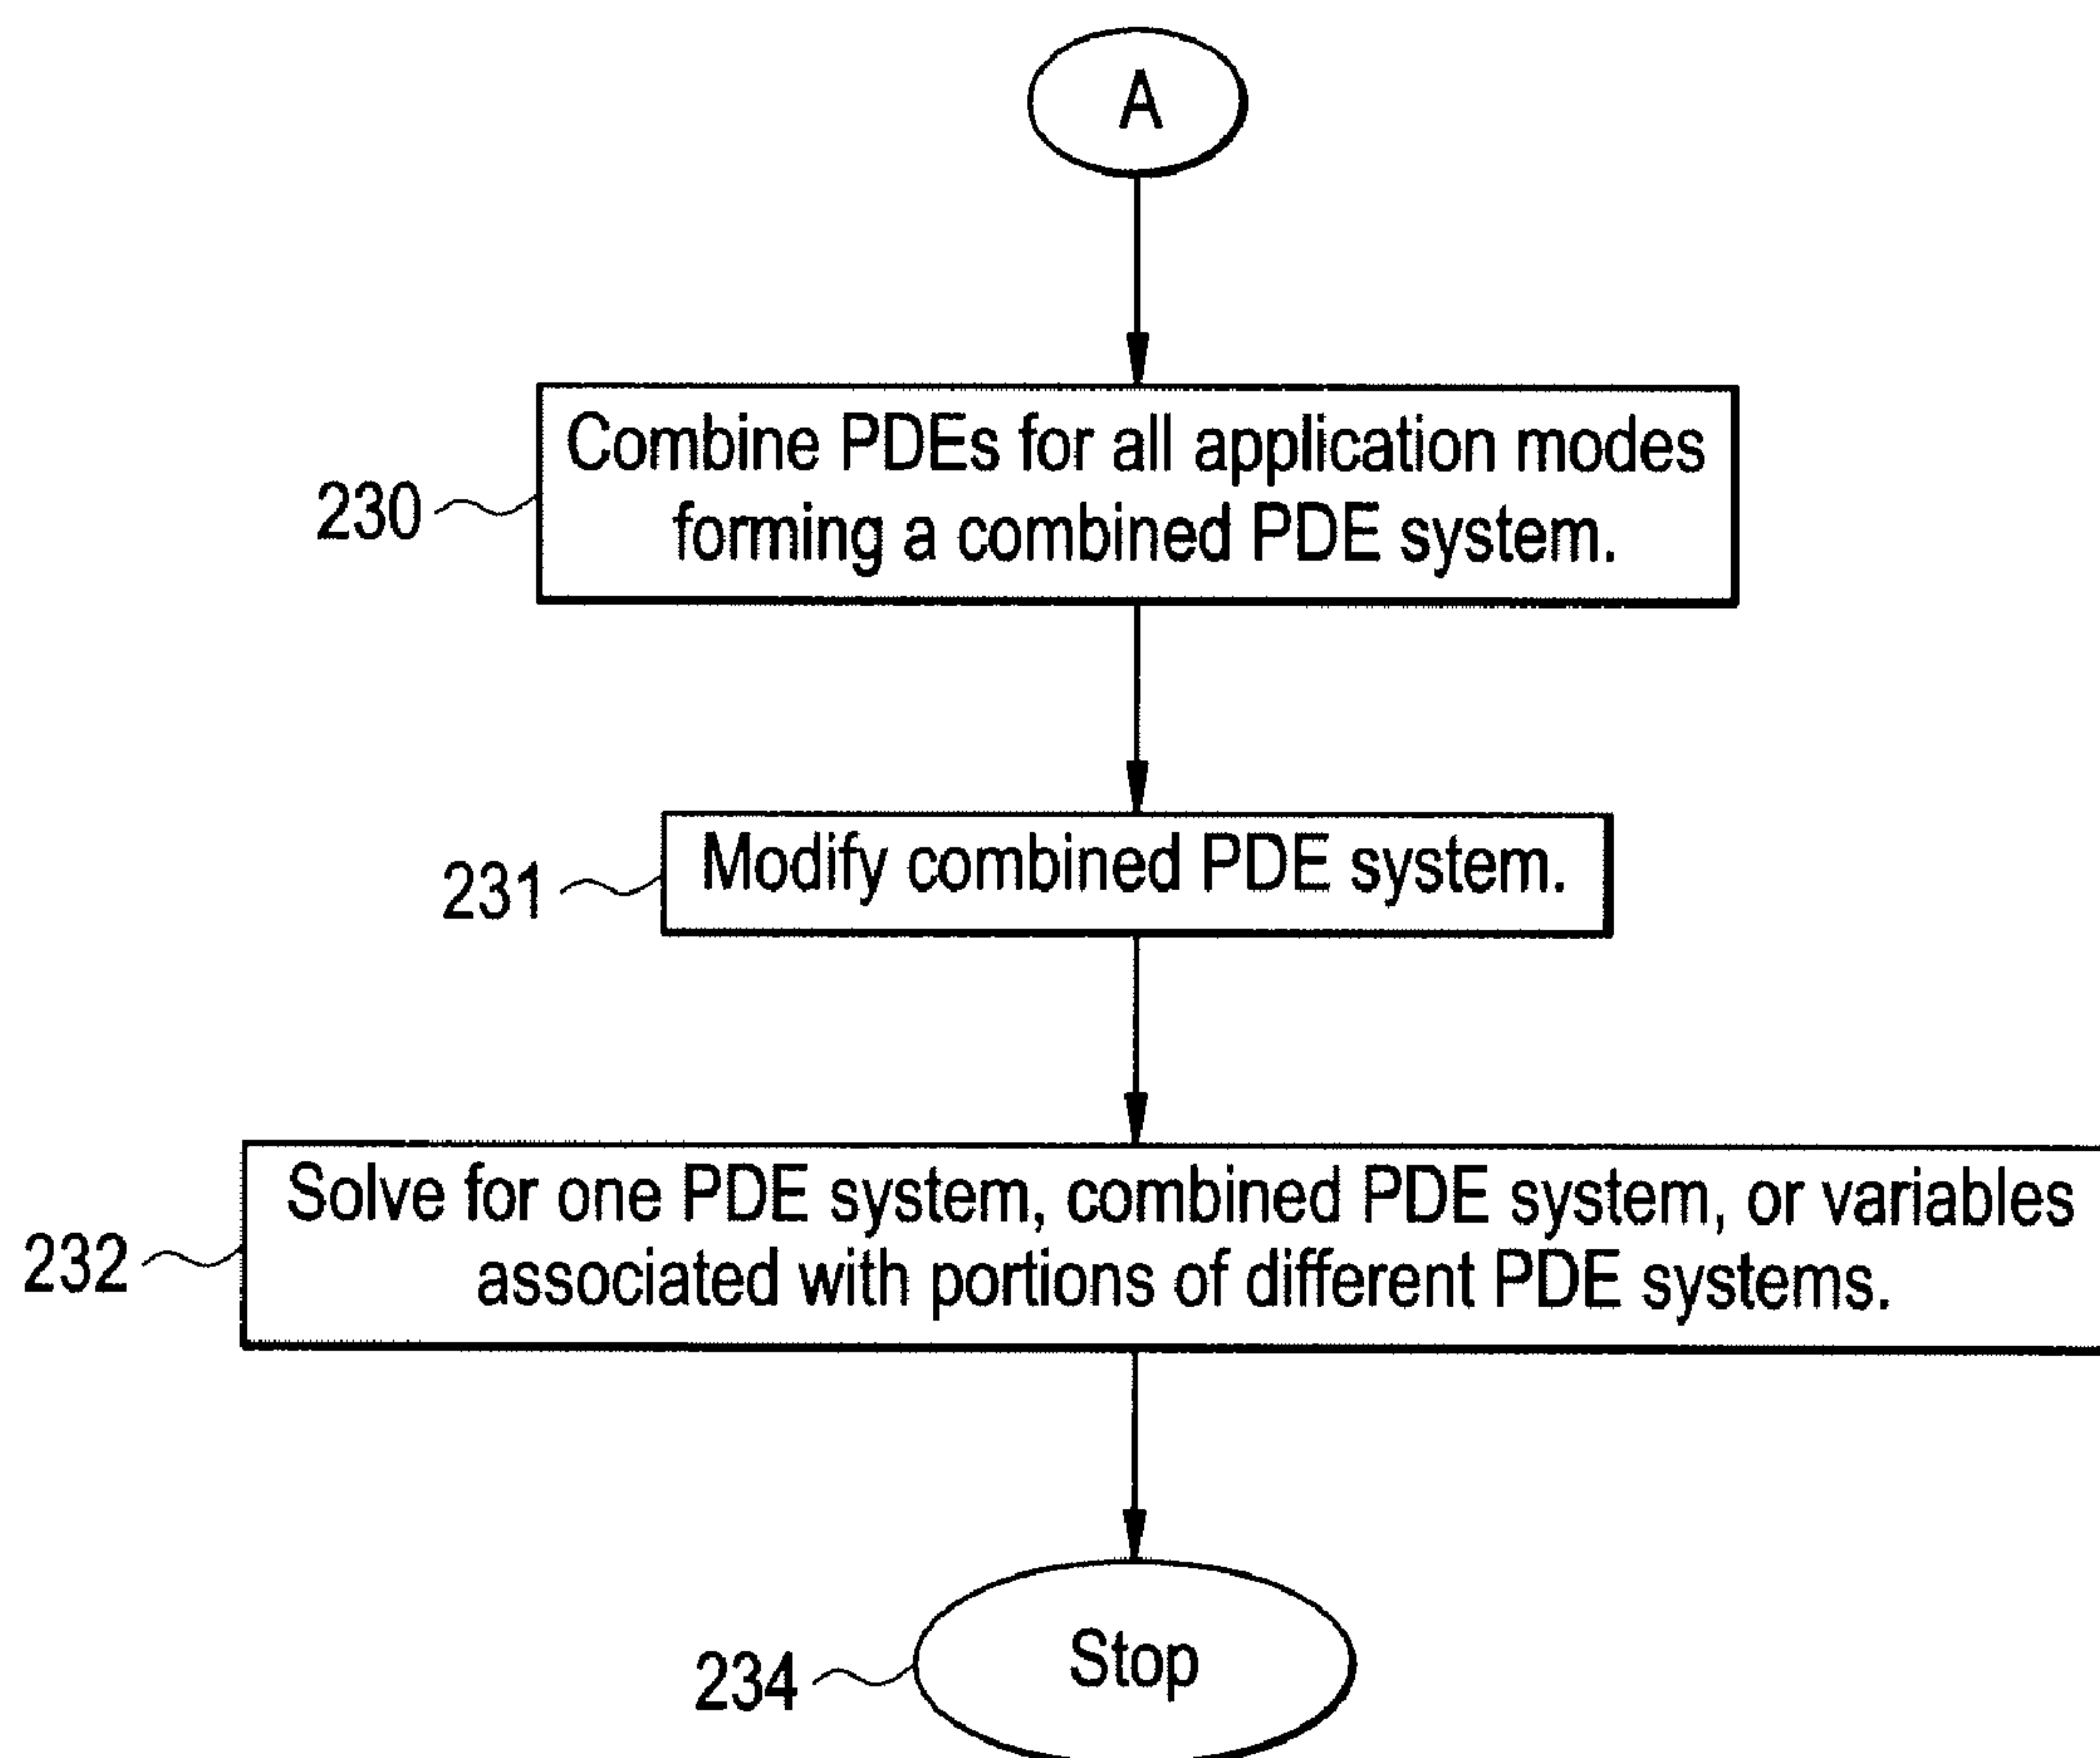 A
Combine PDEs for all application modes
230
forming a combined PDE system.
Modify combined PDE system.
231
Solve for one PDE system, combined PDE system, or variables
232
associated with portions of different PDE systems.
Stop
234